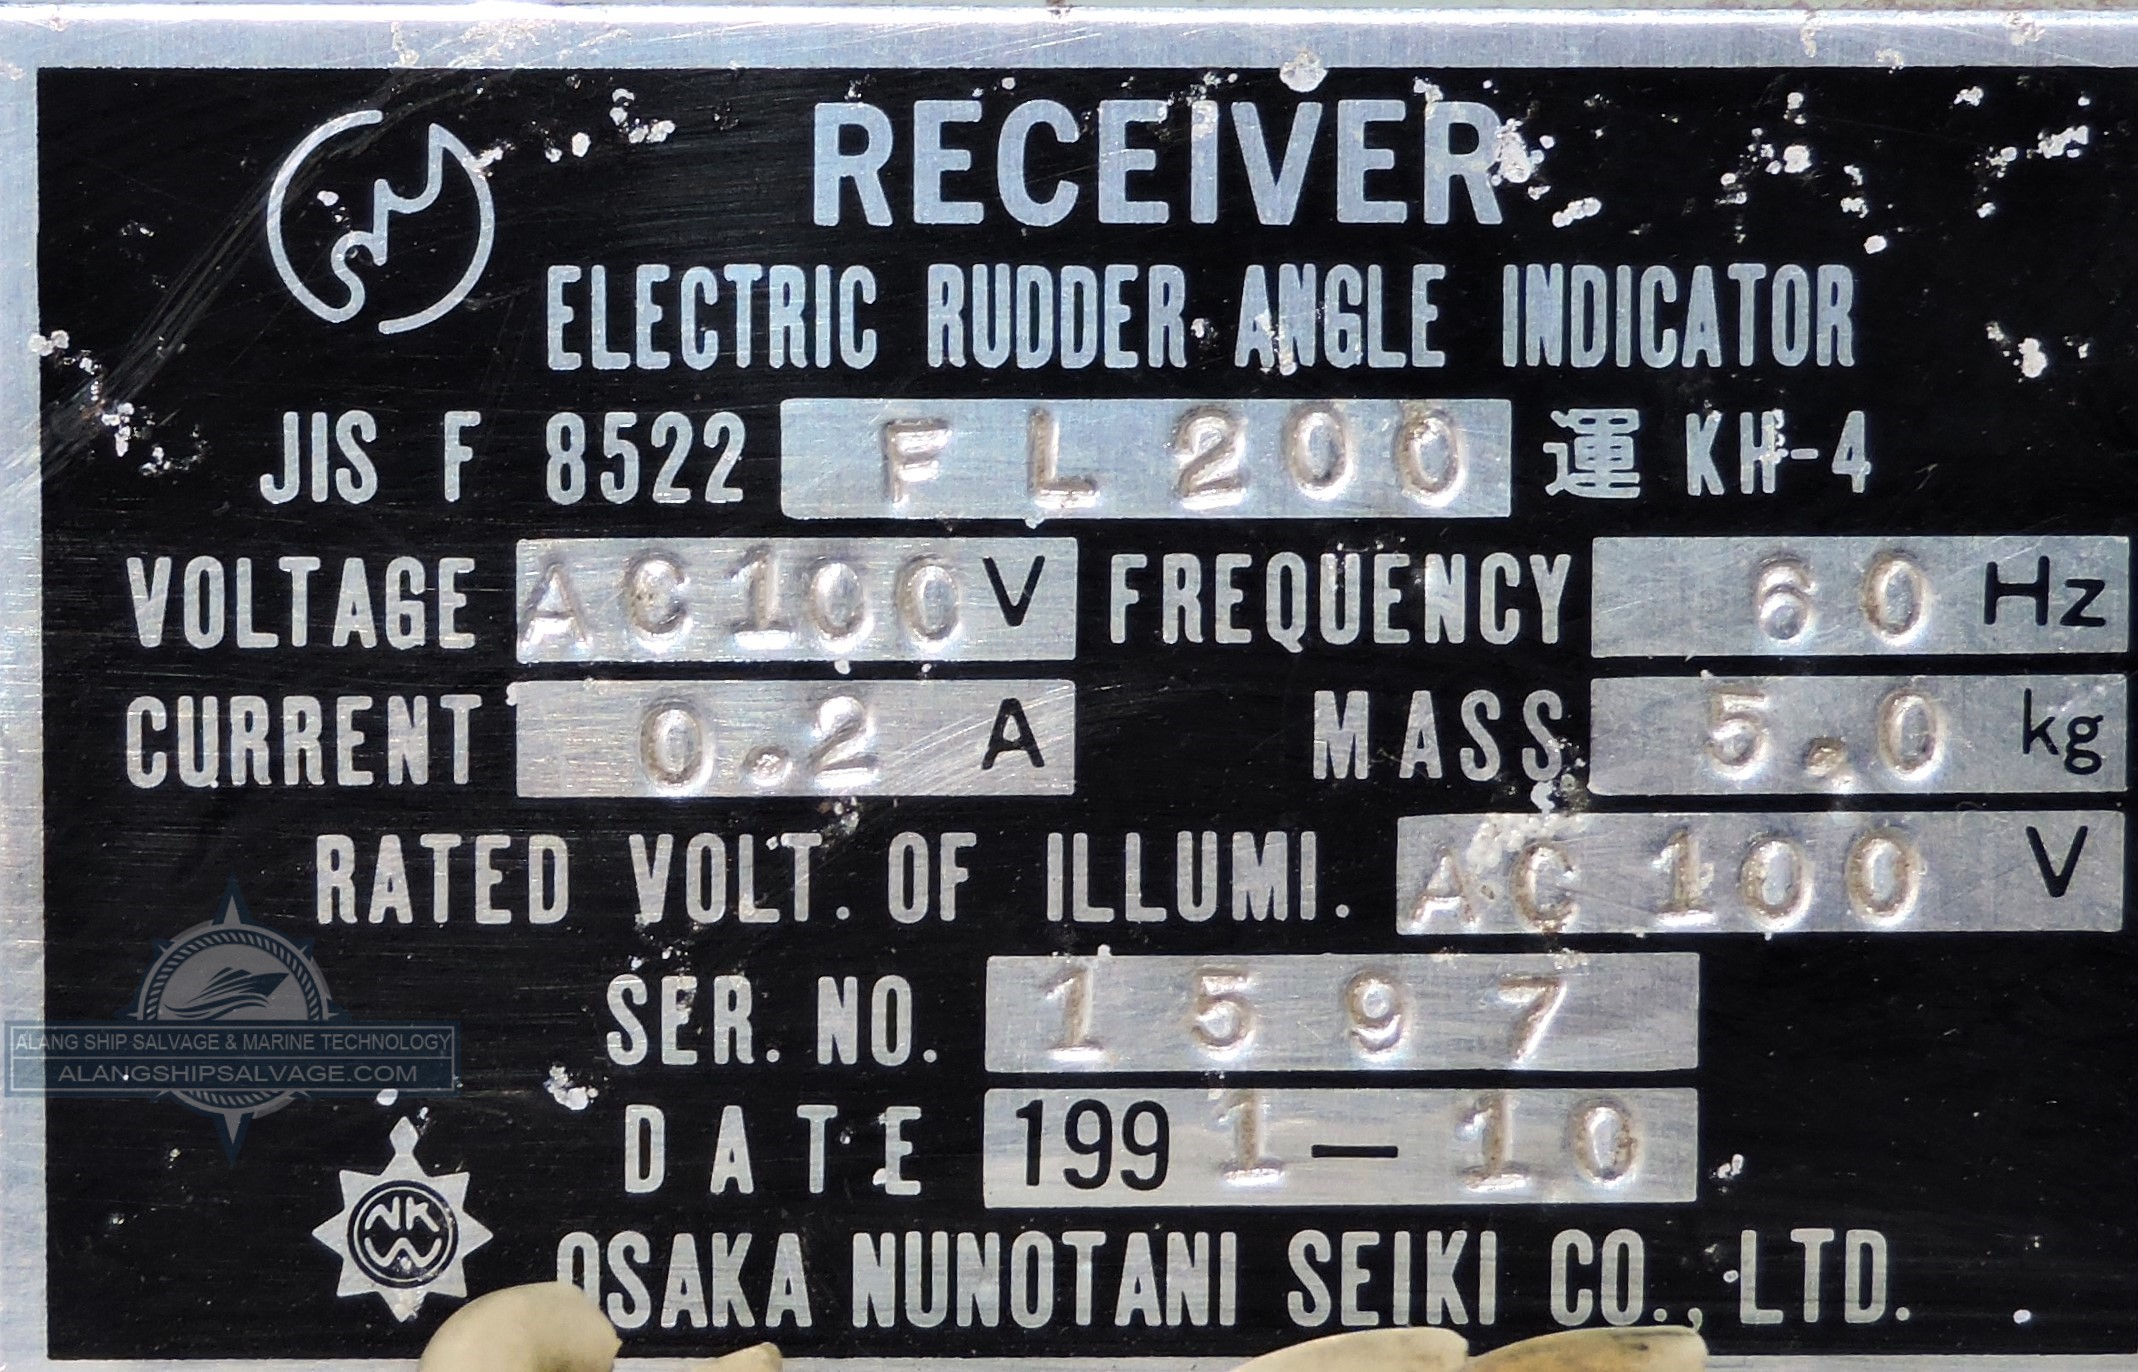 RECEIVER
ELECTRIC RUDDER ANGLE INDICATOR
JIS F 8522 FL200 運 KH-4
VOLTAGE AC100V FREQUENCY 60 Hz
CURRENT 0.2 A MASS 5.0 kg
RATED VOLT. OF ILLUMI. AC 100 V
SER. NO. 1597
DATE 1991-10
OSAKA NUNOTANI SEIKI CO., LTD.
NK
ALANG SHIP SALVAGE & MARINE TECHNOLOGY
ALANGSHIPSALVAGE.COM